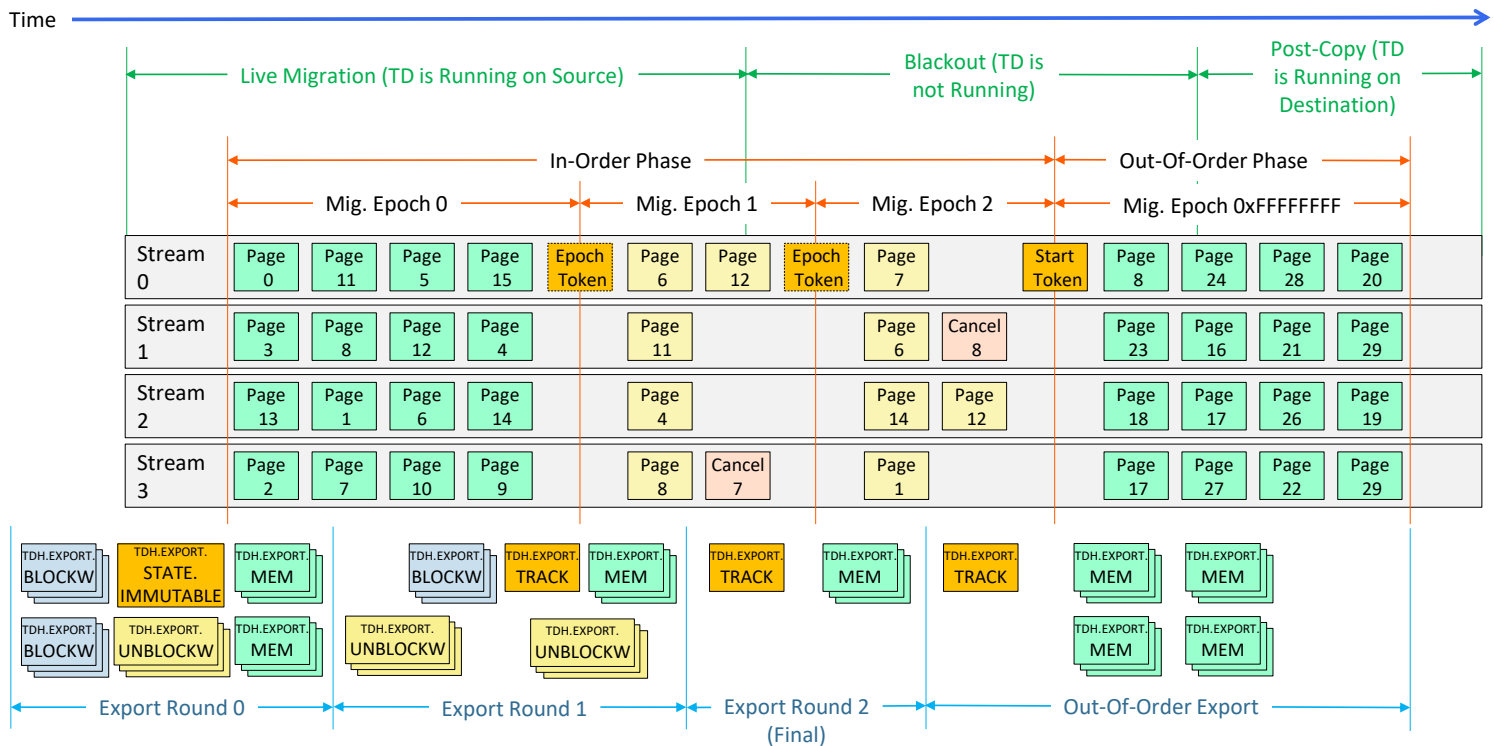 Time
Live Migration (TD is Running on Source)
Blackout (TD is
not Running)
Post-Copy (TD
is Running on
Destination)
In-Order Phase
Out-Of-Order Phase
Mig. Epoch 0
Mig. Epoch 1
Mig. Epoch 2
Mig. Epoch 0xFFFFFFFF
Stream
0
Page
0
Page
11
Page
5
Page
15
Epoch
Token
Page
6
Page
12
Epoch
Token
Page
7
Start
Token
Page
8
Page
24
Page
28
Page
20
Stream
1
Page
3
Page
8
Page
12
Page
4
Page
11
Page
6
Cancel
8
Page
23
Page
16
Page
21
Page
29
Stream
2
Page
13
Page
1
Page
6
Page
14
Page
4
Page
14
Page
12
Page
18
Page
17
Page
26
Page
19
Stream
3
Page
2
Page
7
Page
10
Page
9
Page
8
Cancel
7
Page
1
Page
17
Page
27
Page
22
Page
29
TDH.EXPORT.
BLOCKW
TDH.EXPORT.
STATE.
IMMUTABLE
TDH.EXPORT.
MEM
TDH.EXPORT.
BLOCKW
TDH.EXPORT.
TRACK
TDH.EXPORT.
MEM
TDH.EXPORT.
TRACK
TDH.EXPORT.
MEM
TDH.EXPORT.
TRACK
TDH.EXPORT.
MEM
TDH.EXPORT.
MEM
TDH.EXPORT.
BLOCKW
TDH.EXPORT.
UNBLOCKW
TDH.EXPORT.
MEM
TDH.EXPORT.
UNBLOCKW
TDH.EXPORT.
UNBLOCKW
TDH.EXPORT.
MEM
TDH.EXPORT.
MEM
Export Round 0
Export Round 1
Export Round 2
(Final)
Out-Of-Order Export